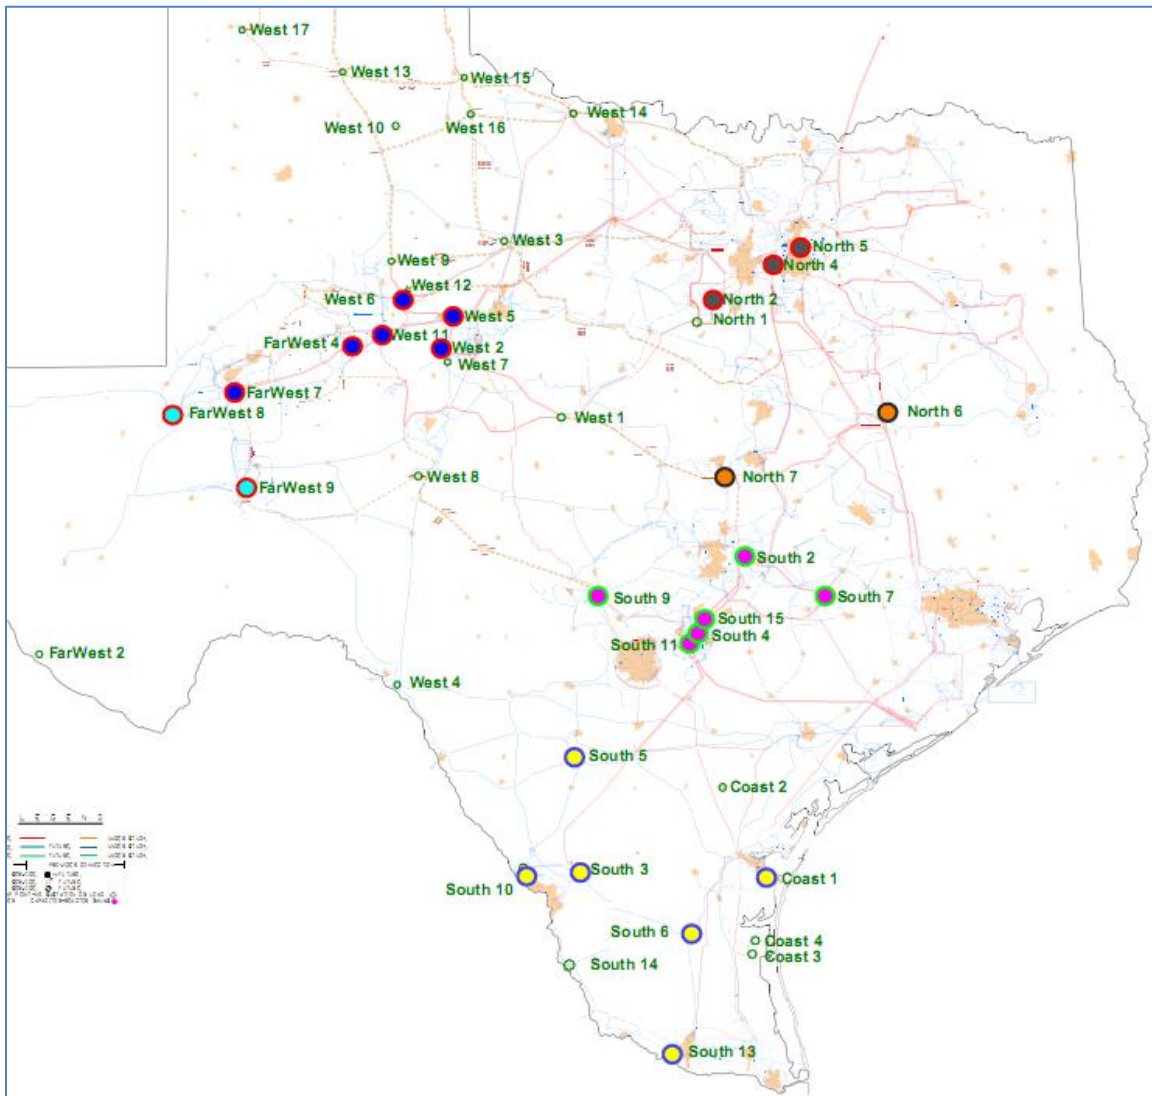 West 17
West 13
West 15
West 14
West 10
West 16
West 3
North 5
North 4
West 9
West 12
West 6
North 2
West 5
North 1
West 11
FarWest 4
West 2
West 7
FarWest 7
FarWest 8
West 1
North 6
West 8
North 7
FarWest 9
South 2
South 9
South 7
South 15
South 4
South 11
FarWest 2
West 4
South 5
Coast 2
L E G E N D
South 3
South 10
Coast 1
South 6
Coast 4
Coast 3
South 14
South 13